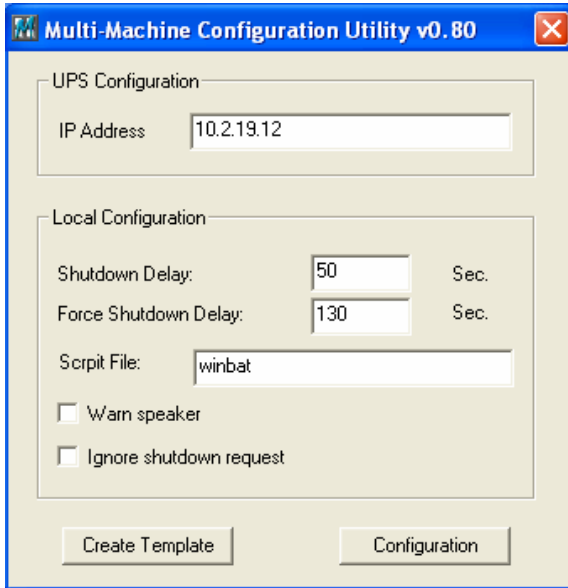 Multi-Machine Configuration Utility v0.80
UPS Configuration
IP Address 10.2.19.12
Local Configuration
Shutdown Delay: 50 Sec.
Force Shutdown Delay: 130 Sec.
Scrpit File: winbat
Warn speaker
Ignore shutdown request
Create Template Configuration